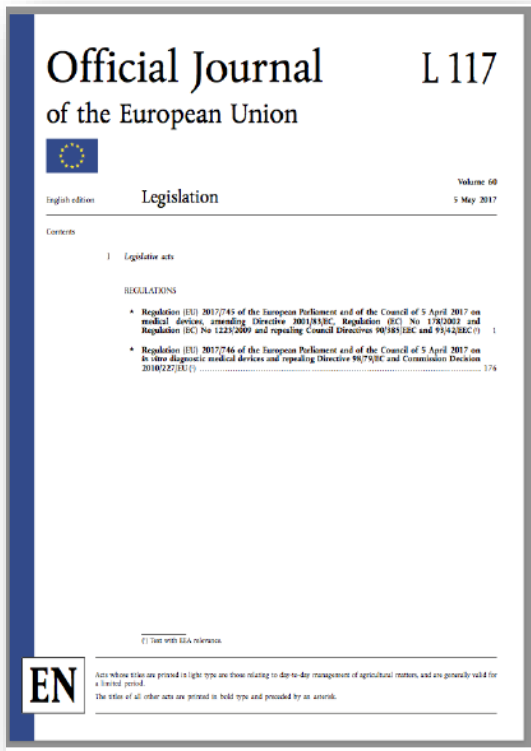 Official Journal L 117
of the European Union
Volume 60
English edition Legislation 5 May 2017
Contents
I Legislative acts
REGULATIONS
* Regulation (EU) 2017/745 of the European Parliament and of the Council of 5 April 2017 on
medical devices, amending Directive 2001/83/EC, Regulation (EC) No 178/2002 and
Regulation (EC) No 1223/2009 and repealing Council Directives 90/385/EEC and 93/42/EEC (¹) 1
* Regulation (EU) 2017/746 of the European Parliament and of the Council of 5 April 2017 on
in vitro diagnostic medical devices and repealing Directive 98/79/EC and Commission Decision
2010/227/EU (¹) ........................................................................ 176
(¹) Text with EEA relevance.
EN
Acts whose titles are printed in light type are those relating to day-to-day management of agricultural matters, and are generally valid for
a limited period.
The titles of all other acts are printed in bold type and preceded by an asterisk.